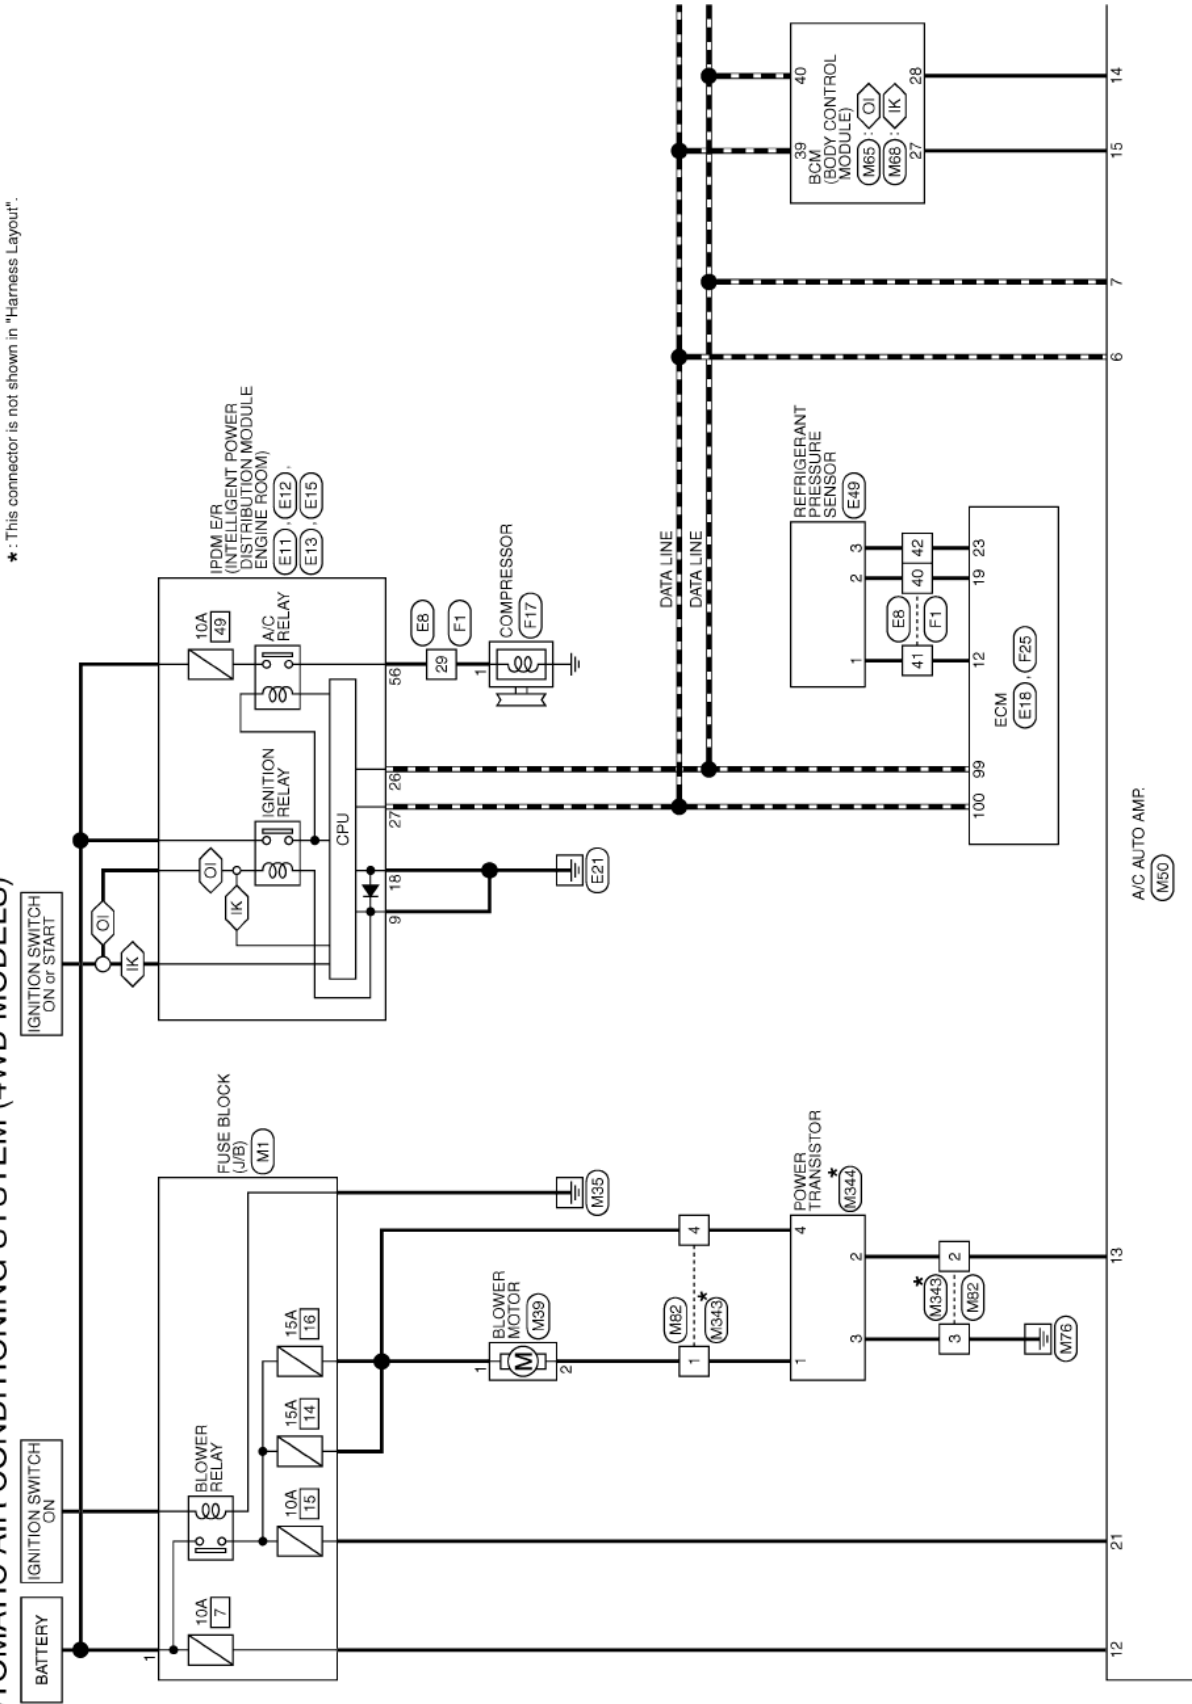 TOMATIC AIR CONDITIONING SYSTEM (4WD MODELS)
★ : This connector is not shown in "Harness Layout".
BATTERY
IGNITION SWITCH
ON
IGNITION SWITCH
ON or START
OI
IK
1
10A
7
BLOWER
RELAY
10A
15
15A
14
15A
16
FUSE BLOCK
(J/B)
M1
OI
IK
IGNITION
RELAY
10A
49
A/C
RELAY
CPU
IPDM E/R
(INTELLIGENT POWER
DISTRIBUTION MODULE
ENGINE ROOM)
E11 , E12 ,
E13 , E15
9
18
27
26
56
E21
29
E8
F1
1
COMPRESSOR
F17
M35
1
M
2
BLOWER
MOTOR
M39
1
M82
M343 ★
4
1
4
3
2
POWER
TRANSISTOR
★
M344
3
M343 ★
M82
2
M76
DATA LINE
DATA LINE
1
2
3
REFRIGERANT
PRESSURE
SENSOR
E49
41
E8
F1
40
42
100
99
12
19
23
ECM
E18 , F25
39
40
BCM
(BODY CONTROL
MODULE)
M65 : OI
M68 : IK
27
28
12
21
13
6
7
15
14
A/C AUTO AMP.
M50